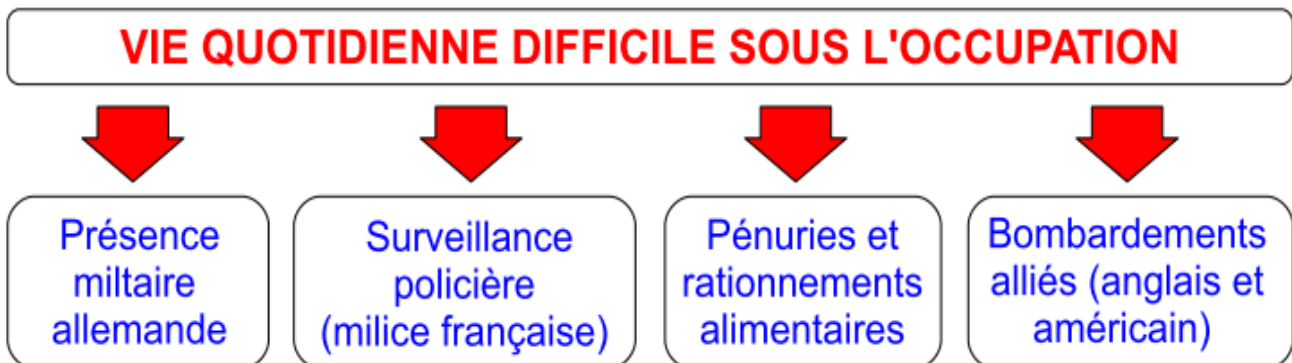 VIE QUOTIDIENNE DIFFICILE SOUS L'OCCUPATION
Présence
miltaire
allemande
Surveillance
policière
(milice française)
Pénuries et
rationnements
alimentaires
Bombardements
alliés (anglais et
américain)